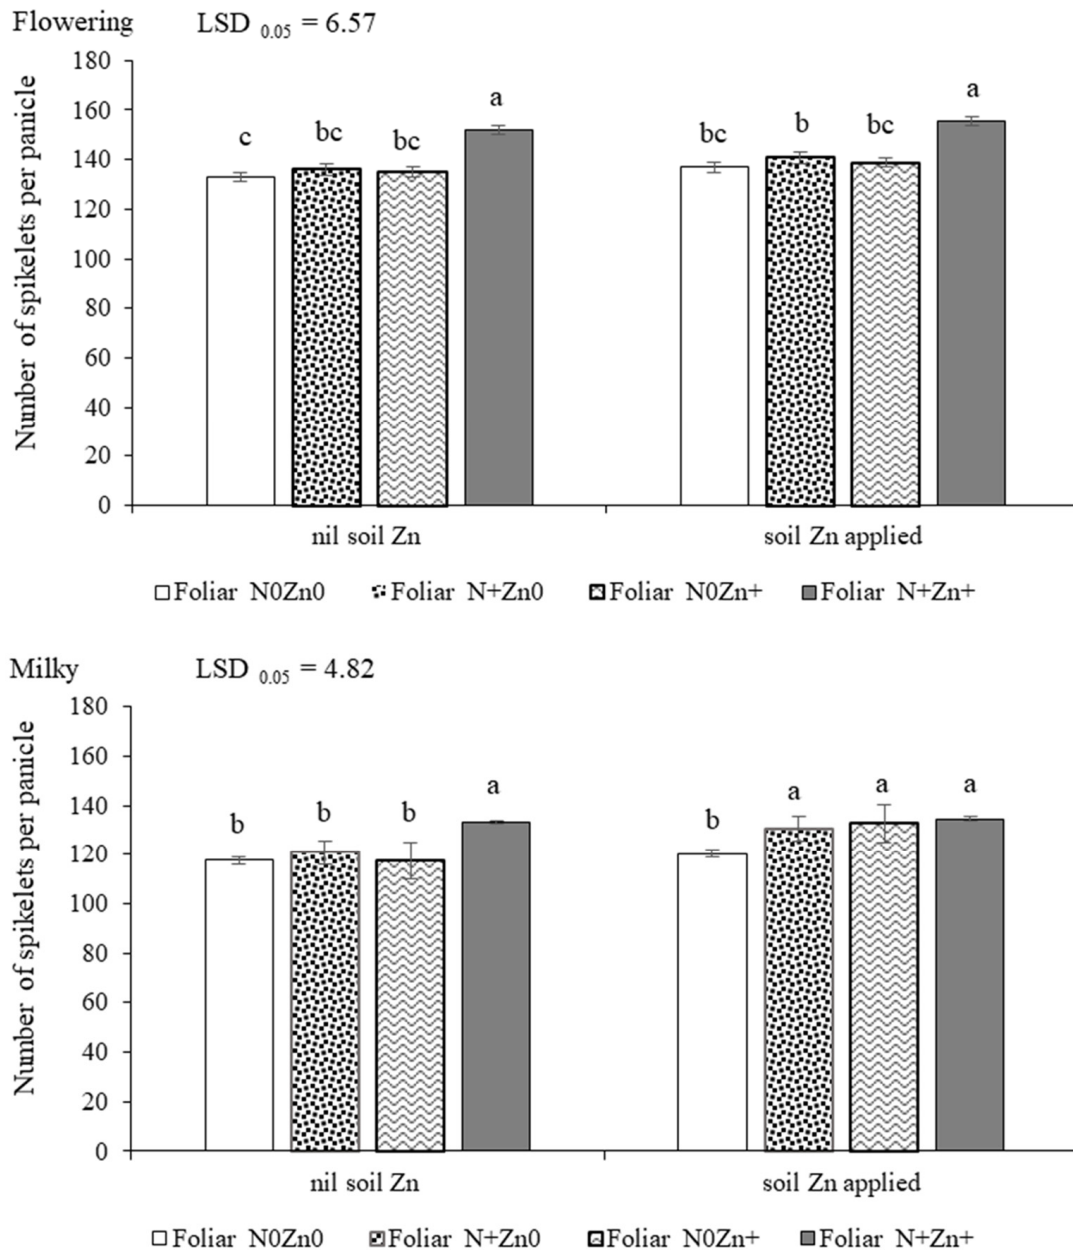 Flowering LSD 0.05 = 6.57
Number of spikelets per panicle
180
160
140
120
100
80
60
40
20
0
c bc bc a bc b bc a
nil soil Zn soil Zn applied
Foliar N0Zn0 Foliar N+Zn0 Foliar N0Zn+ Foliar N+Zn+
Milky LSD 0.05 = 4.82
Number of spikelets per panicle
180
160
140
120
100
80
60
40
20
0
b b b a b a a a
nil soil Zn soil Zn applied
Foliar N0Zn0 Foliar N+Zn0 Foliar N0Zn+ Foliar N+Zn+